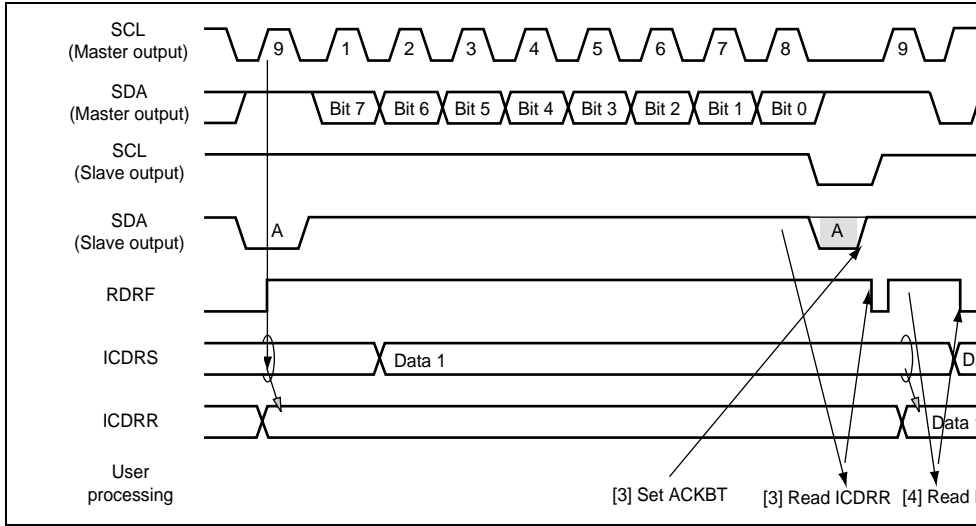 SCL
(Master output)
9 1 2 3 4 5 6 7 8 9
SDA
(Master output)
Bit 7 Bit 6 Bit 5 Bit 4 Bit 3 Bit 2 Bit 1 Bit 0
SCL
(Slave output)
SDA
(Slave output)
A A
RDRF
ICDRS
Data 1
D
ICDRR
Data
User
processing
[3] Set ACKBT [3] Read ICDRR [4] Read